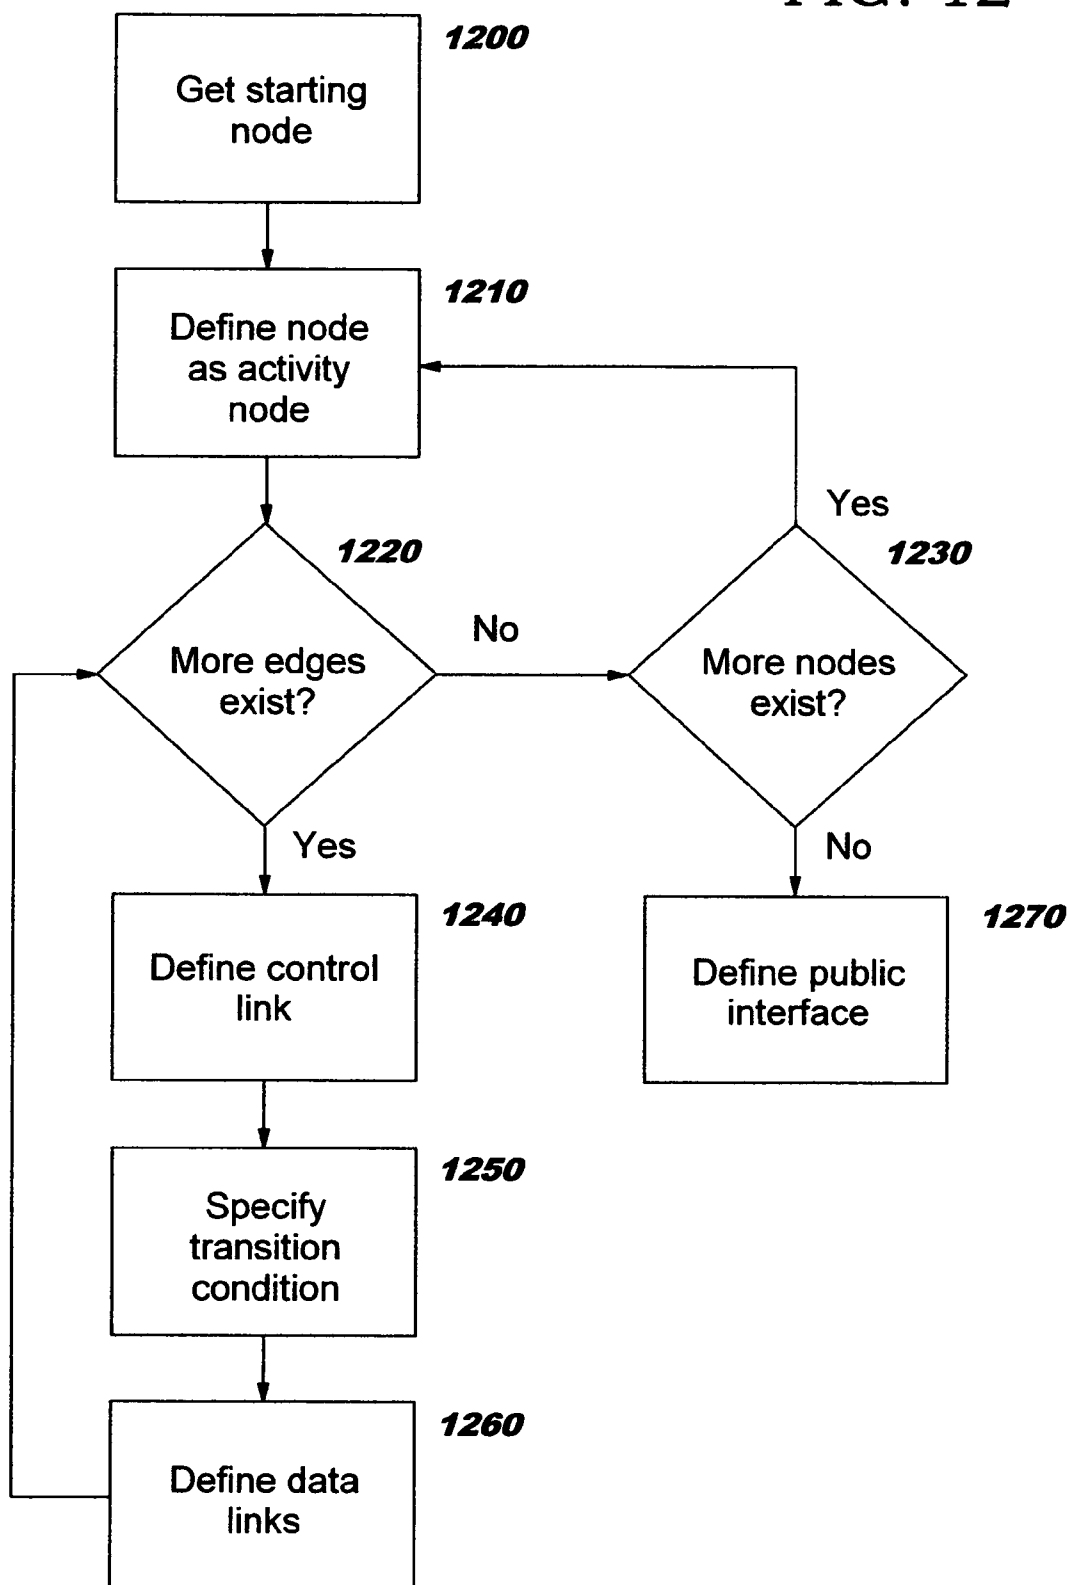 FIG. 12
1200
Get starting
node
1210
Define node
as activity
node
Yes
1220
1230
No
More edges
exist?
More nodes
exist?
Yes
No
1240
1270
Define control
link
Define public
interface
1250
Specify
transition
condition
1260
Define data
links